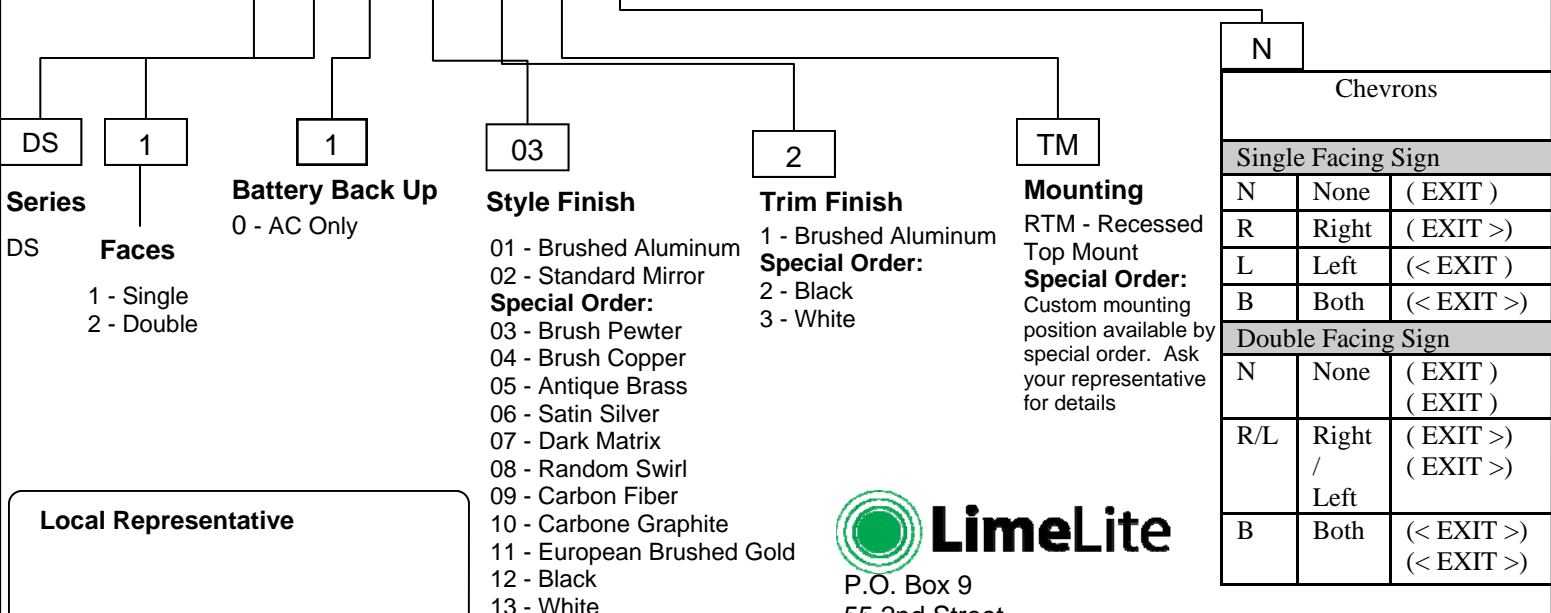 DS
Series
DS
1
Faces
1 - Single
2 - Double
1
Battery Back Up
0 - AC Only
03
Style Finish
01 - Brushed Aluminum
02 - Standard Mirror
Special Order:
03 - Brush Pewter
04 - Brush Copper
05 - Antique Brass
06 - Satin Silver
07 - Dark Matrix
08 - Random Swirl
09 - Carbon Fiber
10 - Carbone Graphite
11 - European Brushed Gold
12 - Black
13 - White
2
Trim Finish
1 - Brushed Aluminum
Special Order:
2 - Black
3 - White
TM
Mounting
RTM - Recessed
Top Mount
Special Order:
Custom mounting
position available by
special order. Ask
your representative
for details
N
Chevrons
Single Facing Sign
N None ( EXIT )
R Right ( EXIT >)
L Left (< EXIT )
B Both (< EXIT >)
Double Facing Sign
N None ( EXIT )
( EXIT )
R/L Right ( EXIT >)
/ ( EXIT >)
Left
B Both (< EXIT >)
(< EXIT >)
Local Representative
LimeLite
P.O. Box 9
55 2nd Street